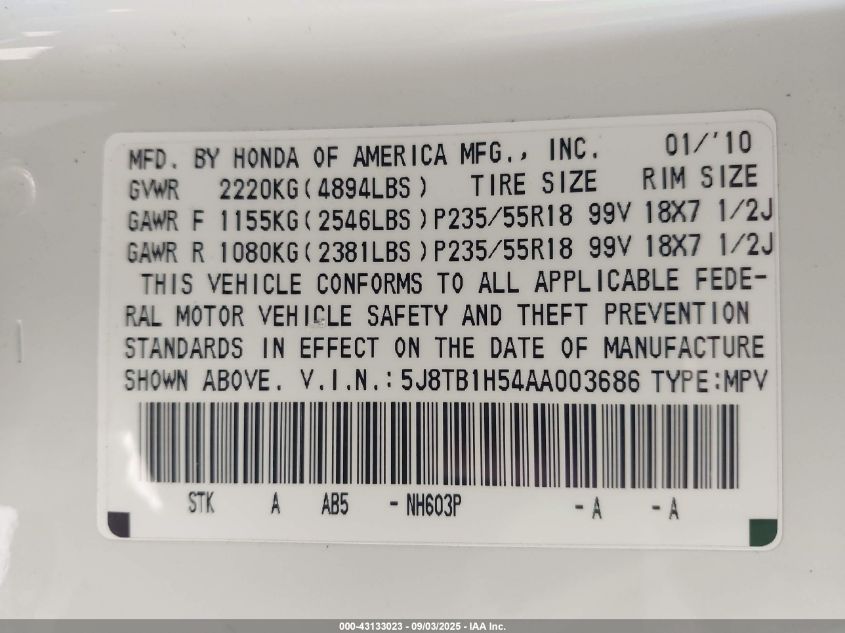 MFD. BY HONDA OF AMERICA MFG., INC. 01/'10
GVWR 2220KG(4894LBS) TIRE SIZE RIM SIZE
GAWR F 1155KG(2546LBS)P235/55R18 99V 18X7 1/2J
GAWR R 1080KG(2381LBS)P235/55R18 99V 18X7 1/2J
THIS VEHICLE CONFORMS TO ALL APPLICABLE FEDE-
RAL MOTOR VEHICLE SAFETY AND THEFT PREVENTION
STANDARDS IN EFFECT ON THE DATE OF MANUFACTURE
SHOWN ABOVE. V.I.N.:5J8TB1H54AA003686 TYPE:MPV
STK A AB5 -NH603P -A -A
000-43133023 - 09/03/2025 - IAA Inc.